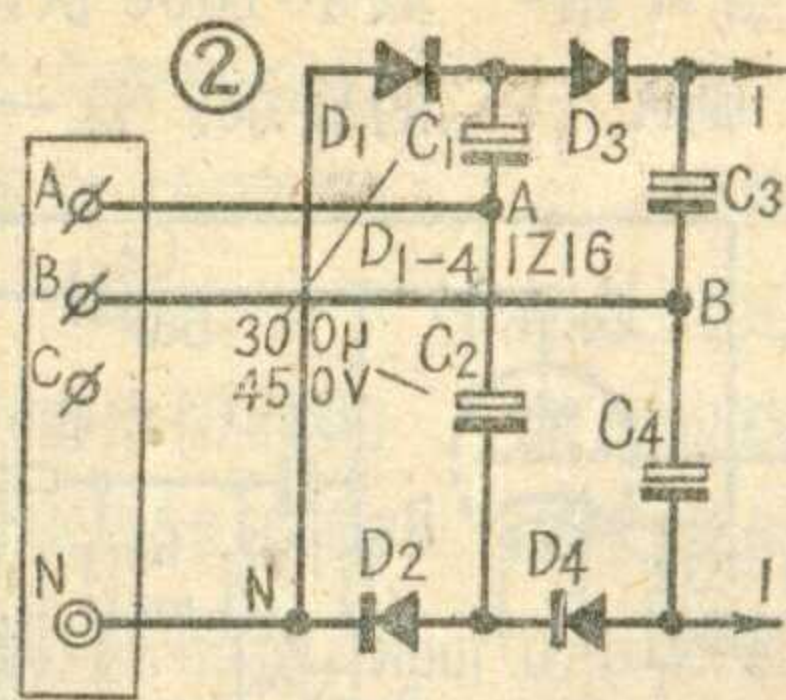 2
D1 C1 D3 I
A A C3
D1-4 1Z16
B B
300μ C2
450V
C
C4
D2 D4 I
N N